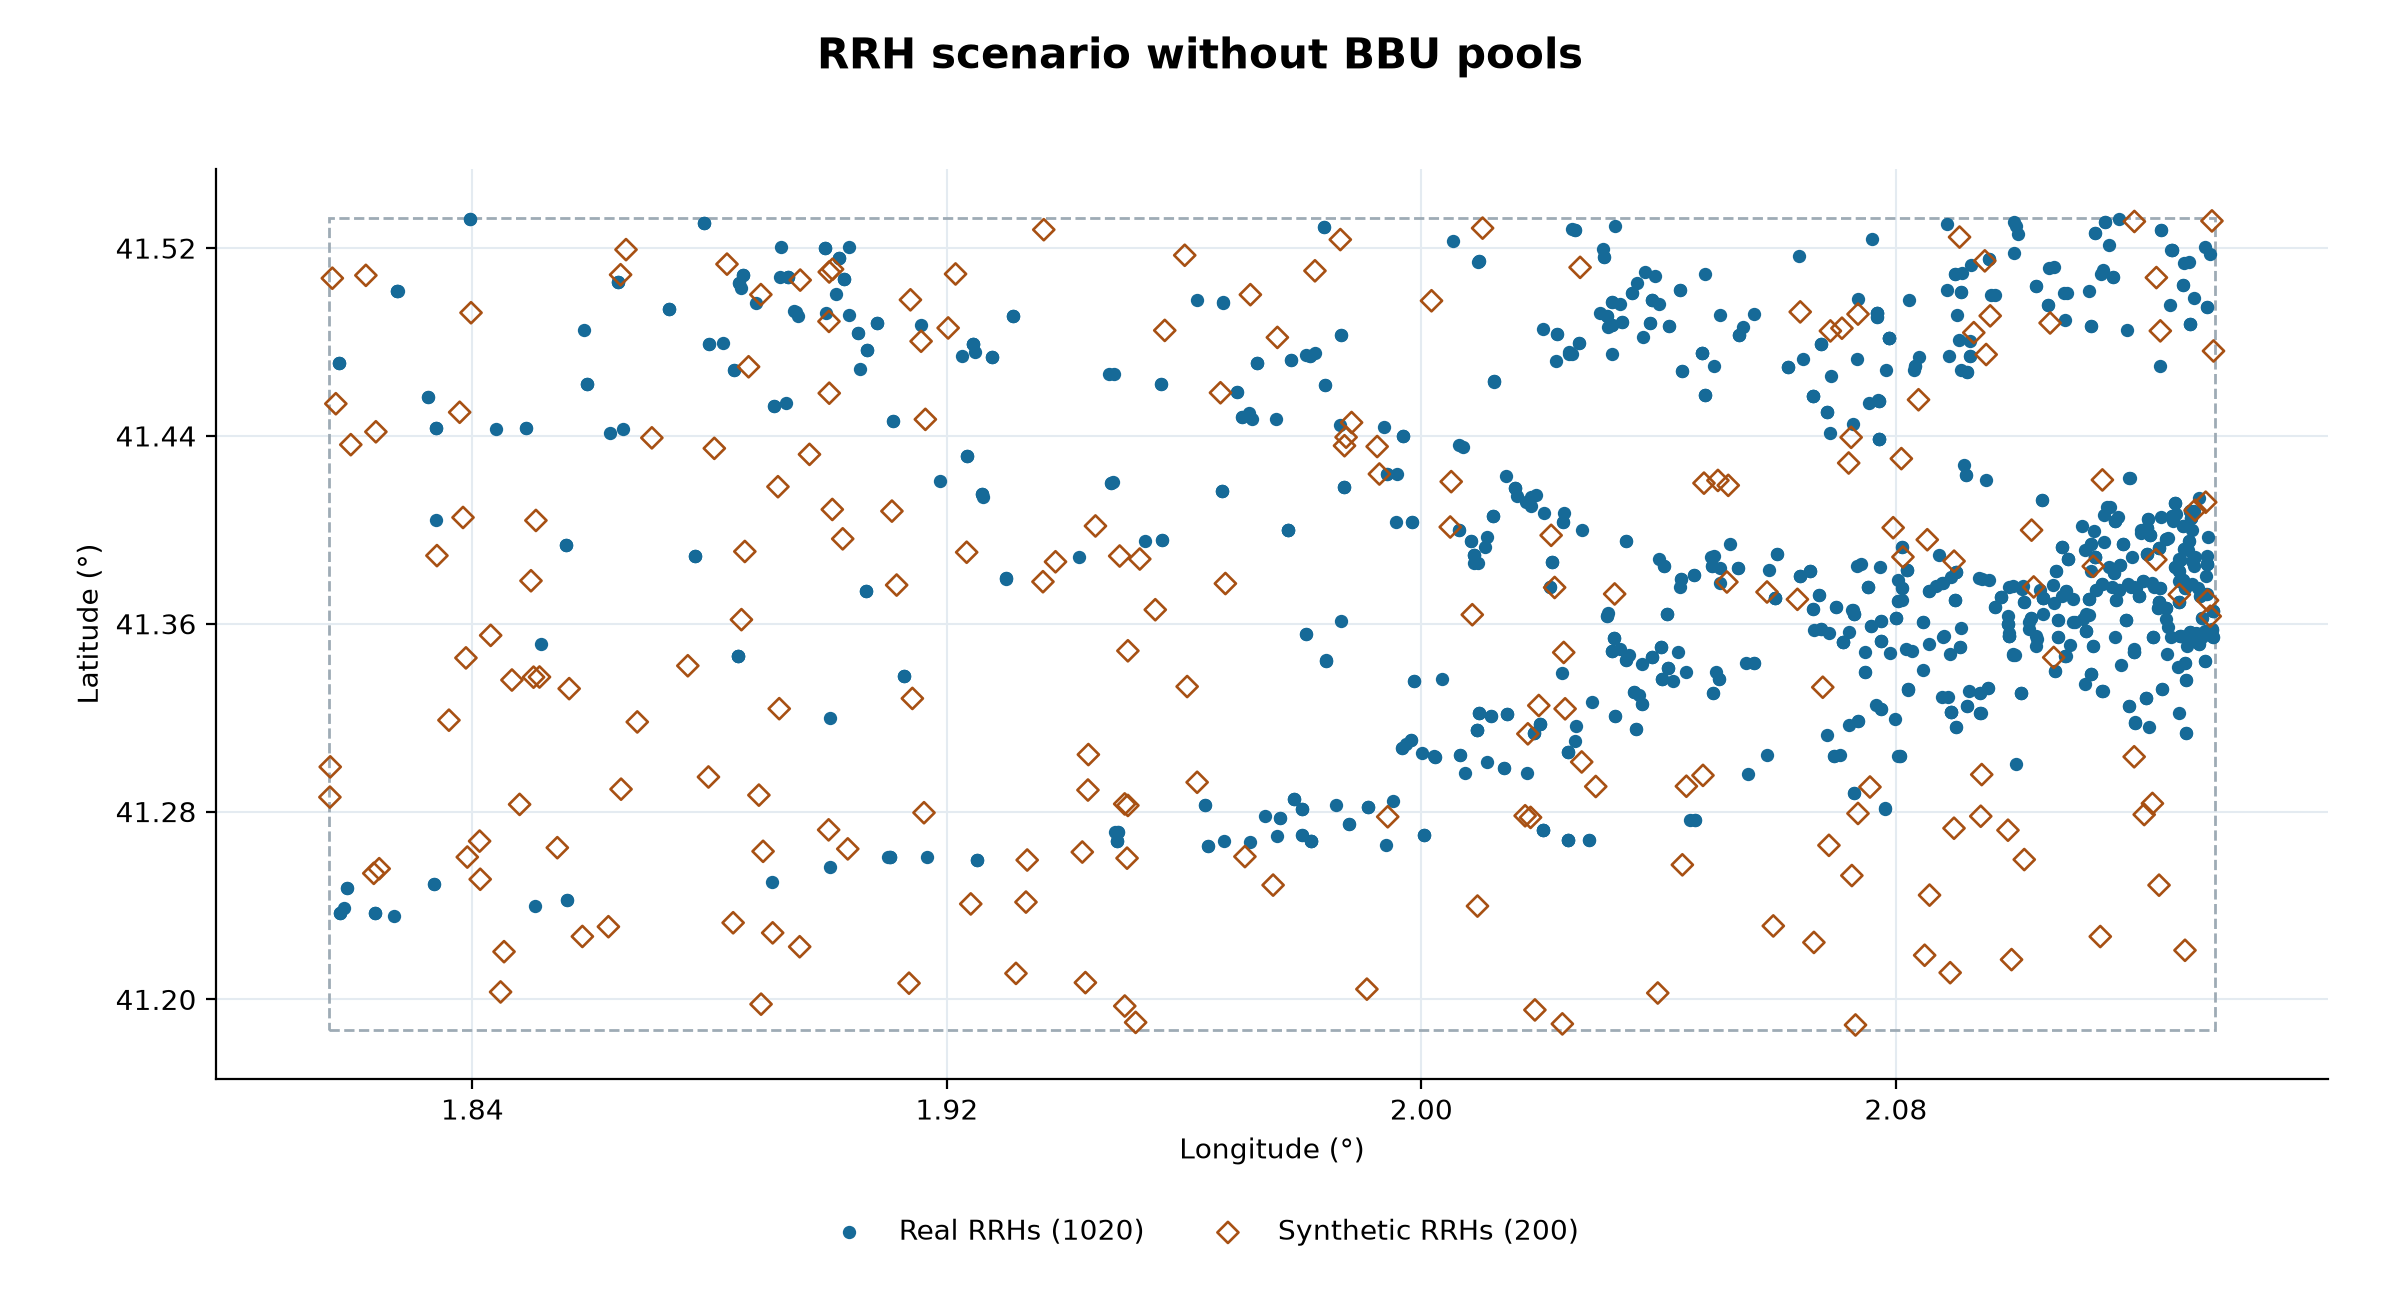 RRH scenario without BBU pools
41.52
41.44
41.36
41.28
41.20
Latitude (°)
1.84 1.92 2.00 2.08
Longitude (°)
Real RRHs (1020) Synthetic RRHs (200)